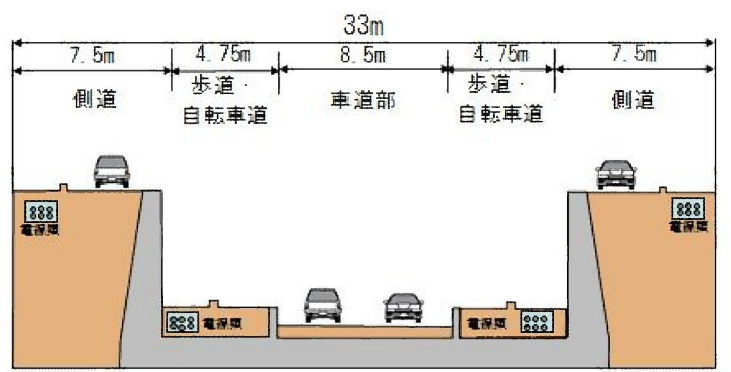 33m
7.5m
4.75m
8.5m
4.75m
7.5m
側道
歩道・
自転車道
車道部
歩道・
自転車道
側道
電線類
電線類
電線類
電線類